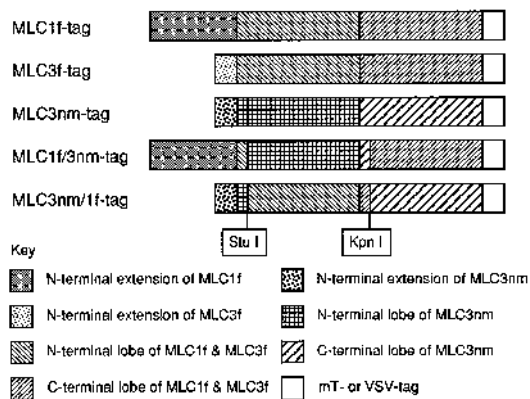 MLC1f-tag
MLC3f-tag
MLC3nm-tag
MLC1f/3nm-tag
MLC3nm/1f-tag
Stu I
Kpn I
Key
N-terminal extension of MLC1f
N-terminal extension of MLC3nm
N-terminal extension of MLC3f
N-terminal lobe of MLC3nm
N-terminal lobe of MLC1f & MLC3f
C-terminal lobe of MLC3nm
C-terminal lobe of MLC1f & MLC3f
mT- or VSV-tag